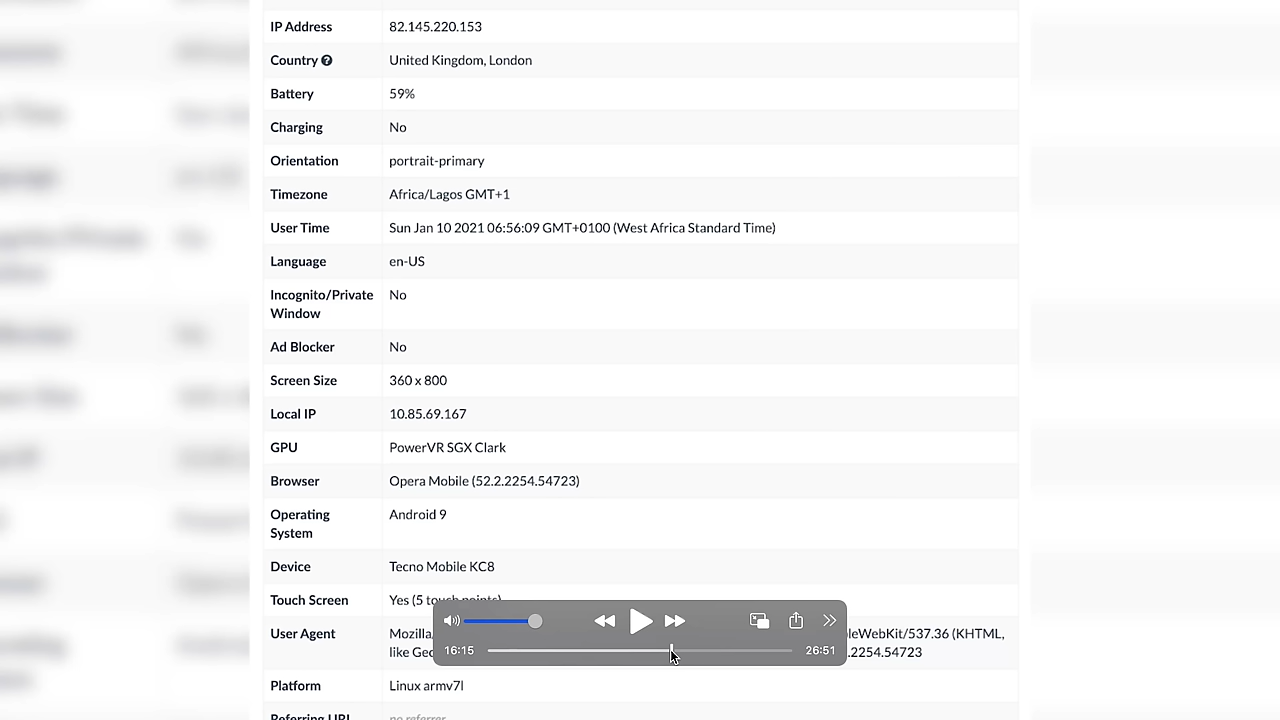 IP Address 82.145.220.153
Country United Kingdom, London
Battery 59%
Charging No
Orientation portrait-primary
Timezone Africa/Lagos GMT+1
User Time Sun Jan 10 2021 06:56:09 GMT+0100 (West Africa Standard Time)
Language en-US
Incognito/Private No
Window
Ad Blocker No
Screen Size 360 x 800
Local IP 10.85.69.167
GPU PowerVR SGX Clark
Browser Opera Mobile (52.2.2254.54723)
Operating Android 9
System
Device Tecno Mobile KC8
Touch Screen Yes (5 touch points)
User Agent Mozilla/ leWebKit/537.36 (KHTML,
like Gec .2254.54723
16:15 26:51
Platform Linux armv7l
Referring URL no referrer